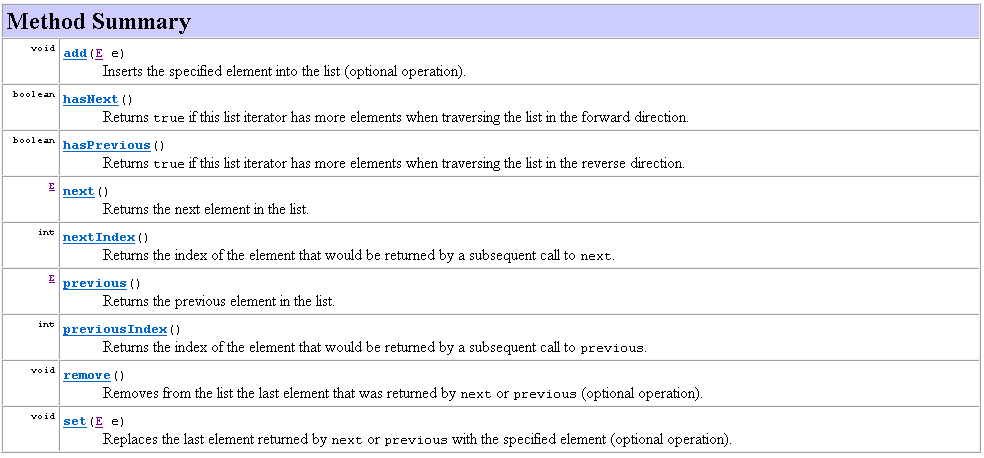 Method Summary
void add(E e)
Inserts the specified element into the list (optional operation).
boolean hasNext()
Returns true if this list iterator has more elements when traversing the list in the forward direction.
boolean hasPrevious()
Returns true if this list iterator has more elements when traversing the list in the reverse direction.
E next()
Returns the next element in the list.
int nextIndex()
Returns the index of the element that would be returned by a subsequent call to next.
E previous()
Returns the previous element in the list.
int previousIndex()
Returns the index of the element that would be returned by a subsequent call to previous.
void remove()
Removes from the list the last element that was returned by next or previous (optional operation).
void set(E e)
Replaces the last element returned by next or previous with the specified element (optional operation).